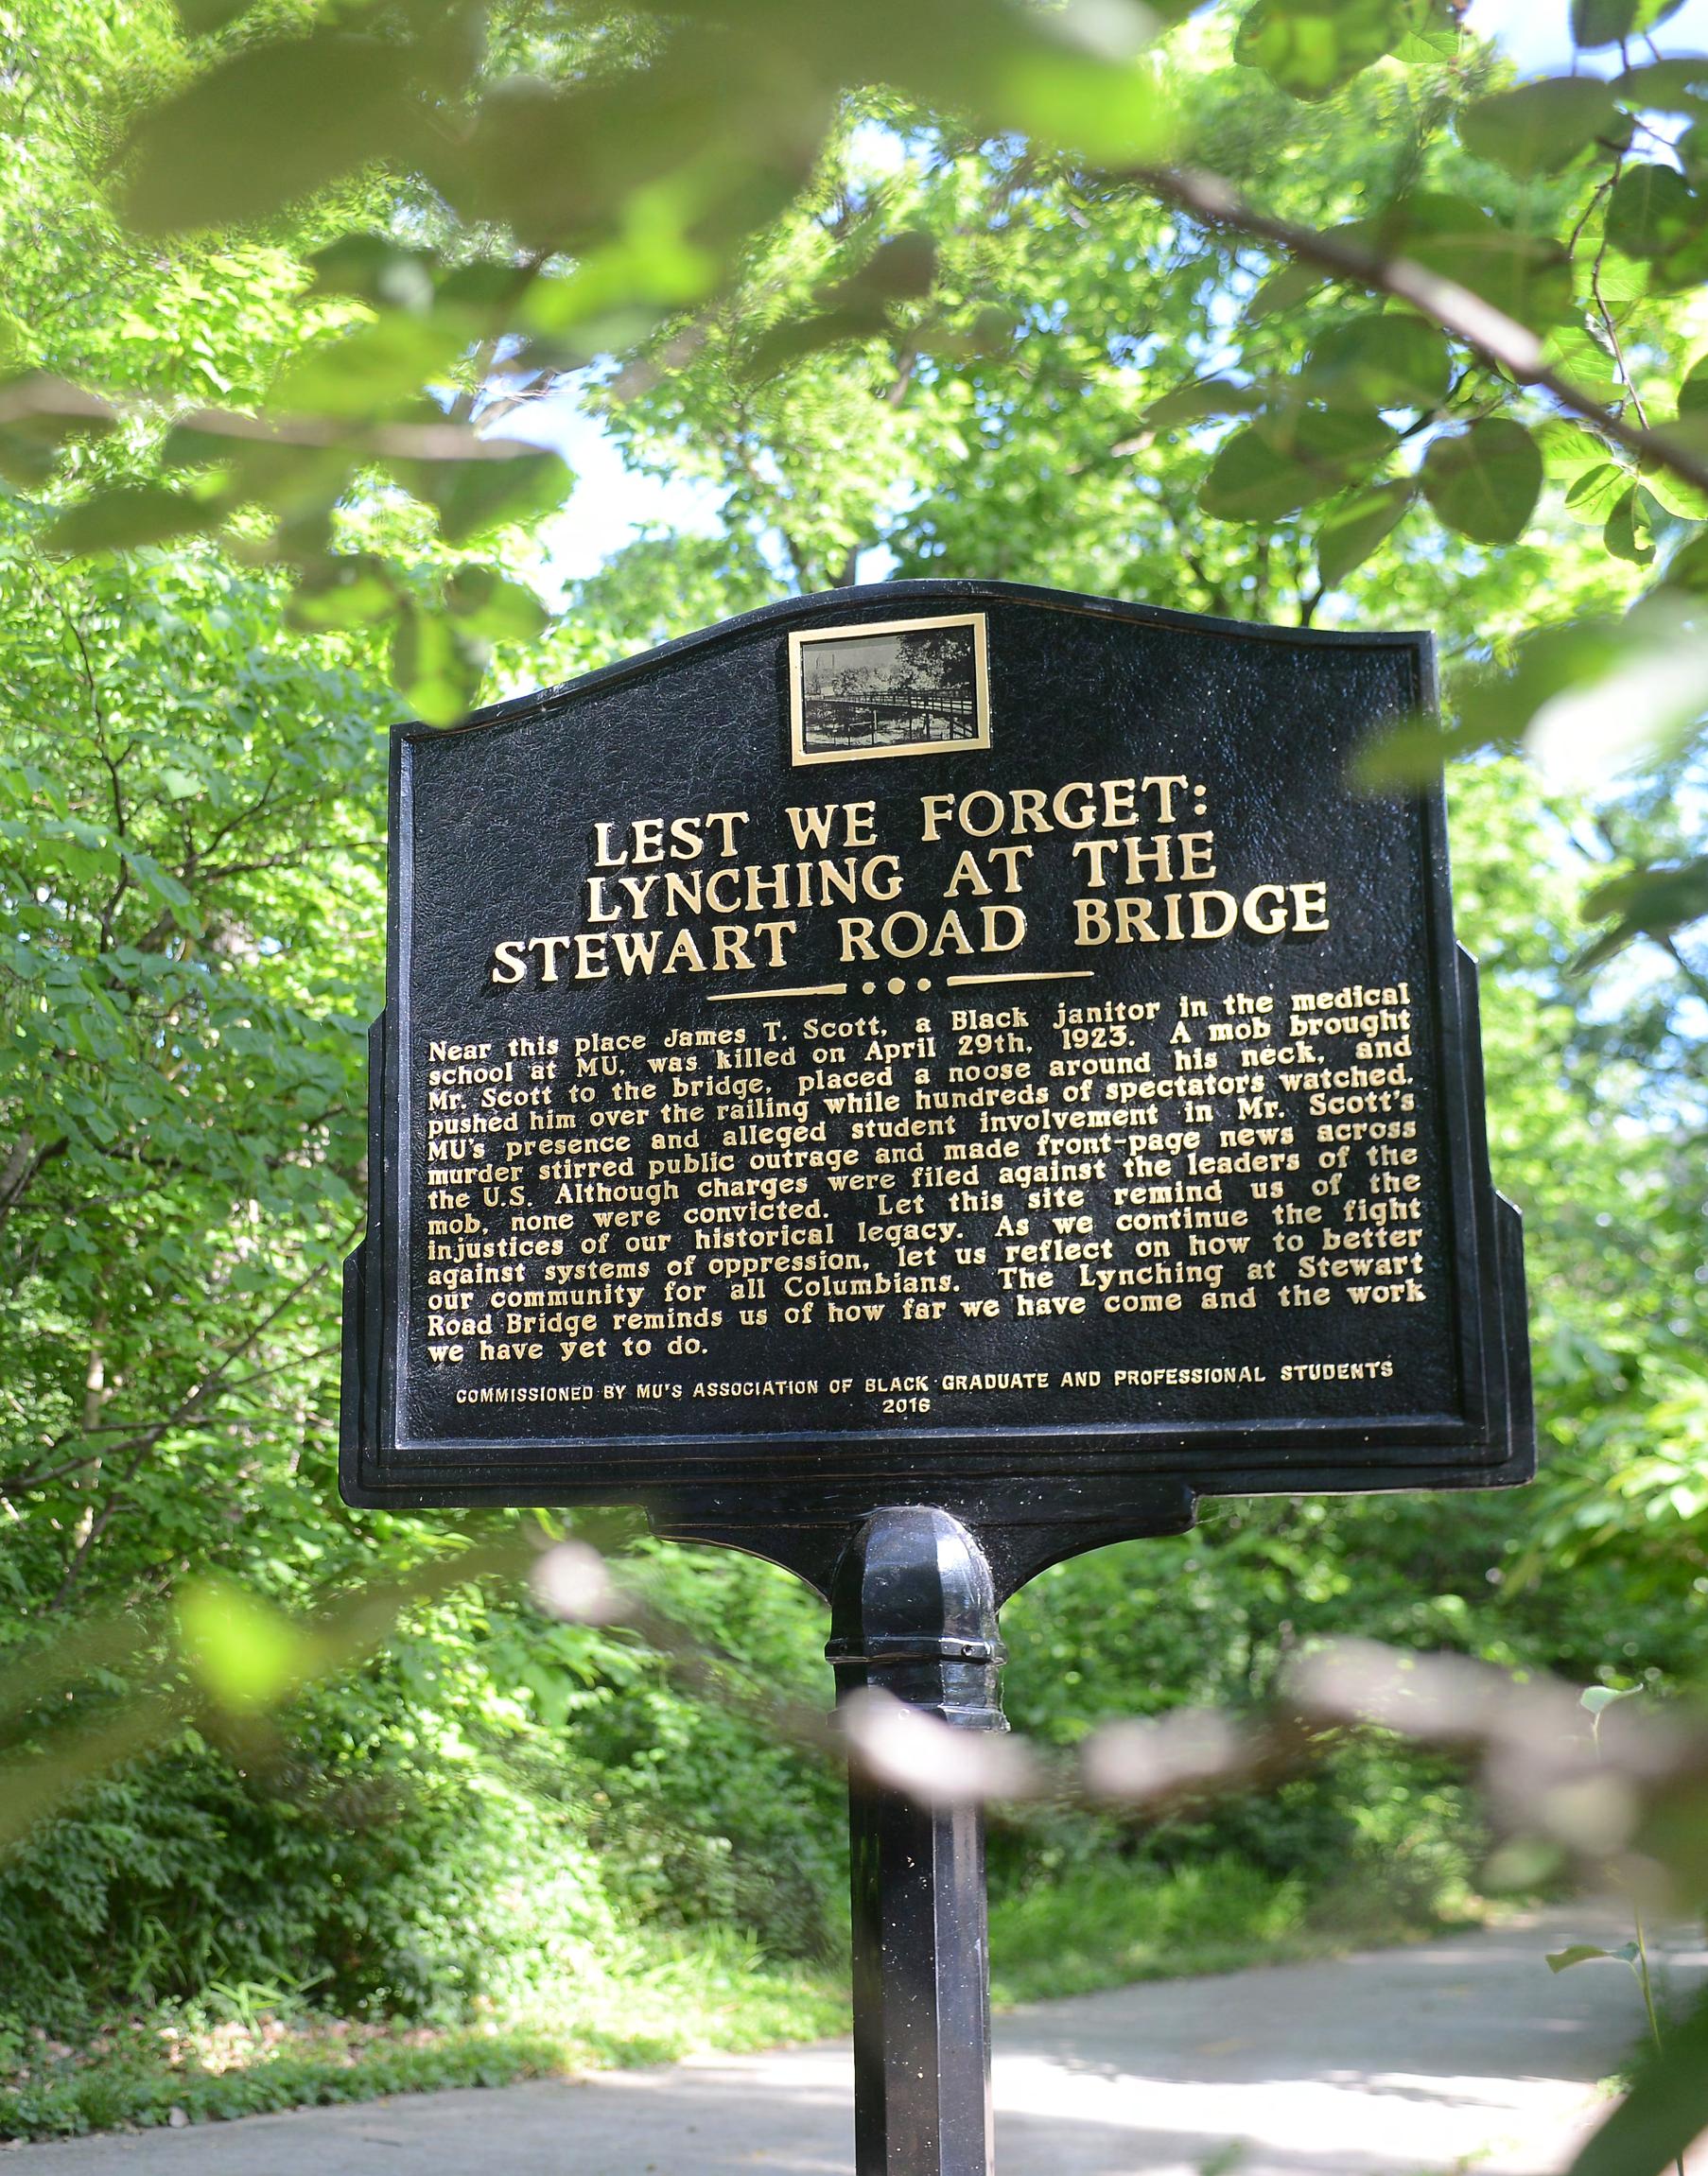 LEST WE FORGET:
LYNCHING AT THE
STEWART ROAD BRIDGE
Near this place James T. Scott, a Black janitor in the medical
school at MU, was killed on April 29th, 1923. A mob brought
Mr. Scott to the bridge, placed a noose around his neck, and
pushed him over the railing while hundreds of spectators watched.
MU's presence and alleged student involvement in Mr. Scott's
murder stirred public outrage and made front-page news across
the U.S. Although charges were filed against the leaders of the
mob, none were convicted. Let this site remind us of the
injustices of our historical legacy. As we continue the fight
against systems of oppression, let us reflect on how to better
our community for all Columbians. The Lynching at Stewart
Road Bridge reminds us of how far we have come and the work
we have yet to do.
COMMISSIONED BY MU'S ASSOCIATION OF BLACK GRADUATE AND PROFESSIONAL STUDENTS
2016